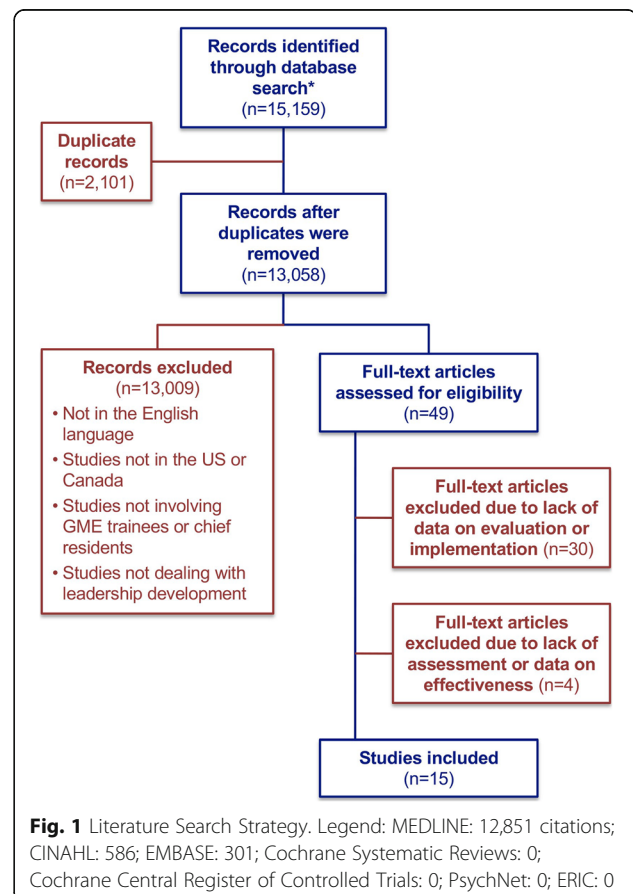 Records identified
through database
search*
(n=15,159)
Duplicate
records
(n=2,101)
Records after
duplicates were
removed
(n=13,058)
Records excluded
(n=13,009)
• Not in the English
language
• Studies not in the US or
Canada
• Studies not involving
GME trainees or chief
residents
• Studies not dealing with
leadership development
Full-text articles
assessed for eligibility
(n=49)
Full-text articles
excluded due to lack of
data on evaluation or
implementation (n=30)
Full-text articles
excluded due to lack of
assessment or data on
effectiveness (n=4)
Studies included
(n=15)
Fig. 1 Literature Search Strategy. Legend: MEDLINE: 12,851 citations;
CINAHL: 586; EMBASE: 301; Cochrane Systematic Reviews: 0;
Cochrane Central Register of Controlled Trials: 0; PsychNet: 0; ERIC: 0